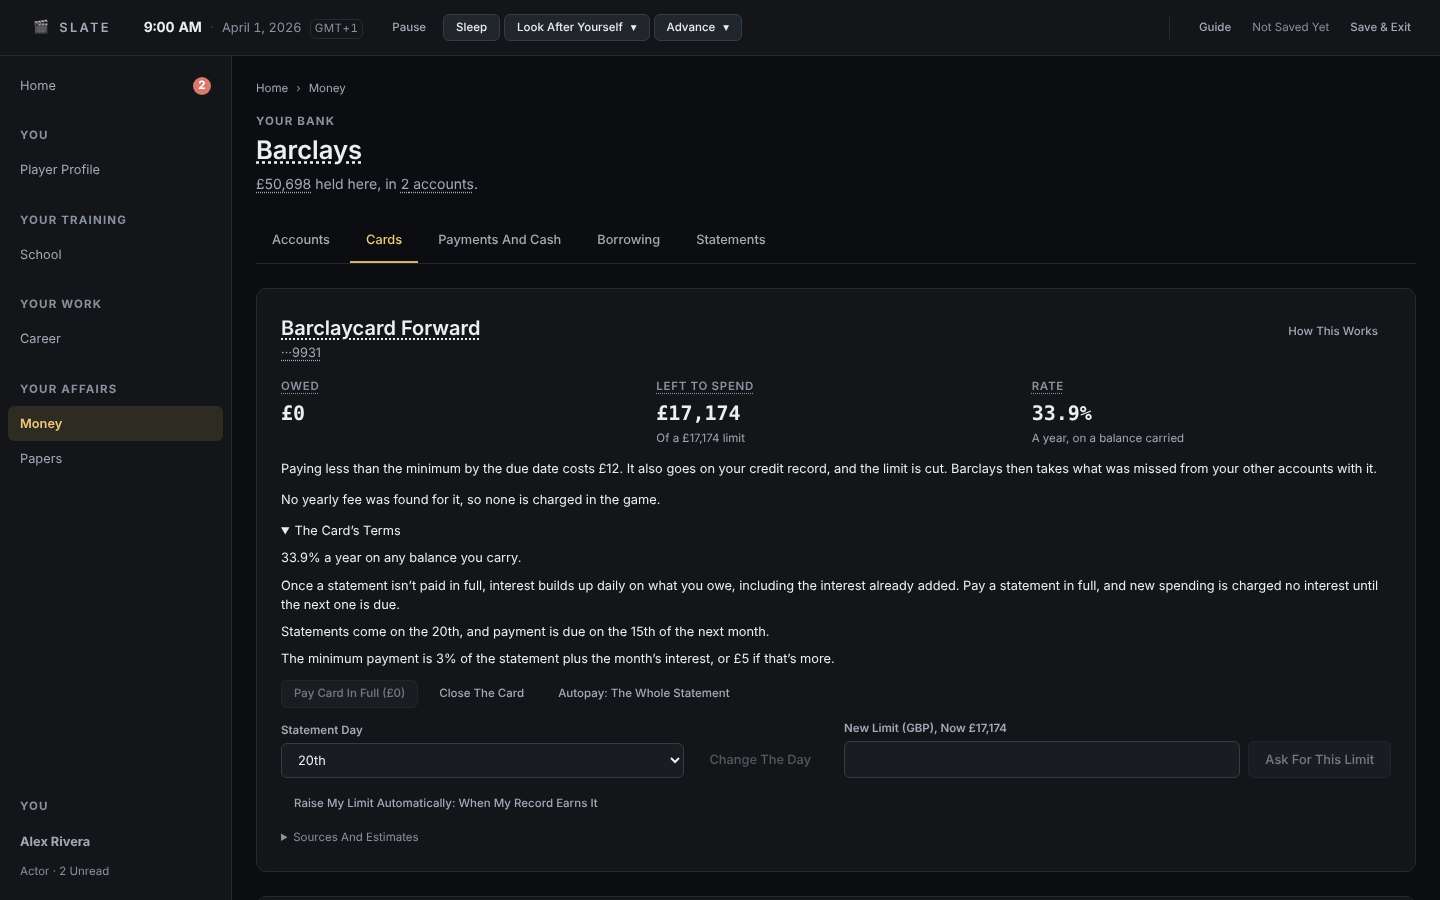 SLATE
9:00 AM · April 1, 2026 GMT+1
Pause
Sleep
Look After Yourself ▾
Advance ▾
Guide
Not Saved Yet
Save & Exit
Home 2
YOU
Player Profile
YOUR TRAINING
School
YOUR WORK
Career
YOUR AFFAIRS
Money
Papers
YOU
Alex Rivera
Actor · 2 Unread
Home › Money
YOUR BANK
Barclays
£50,698 held here, in 2 accounts.
Accounts
Cards
Payments And Cash
Borrowing
Statements
Barclaycard Forward
How This Works
···9931
OWED
£0
LEFT TO SPEND
£17,174
Of a £17,174 limit
RATE
33.9%
A year, on a balance carried
Paying less than the minimum by the due date costs £12. It also goes on your credit record, and the limit is cut. Barclays then takes what was missed from your other accounts with it.
No yearly fee was found for it, so none is charged in the game.
▼ The Card’s Terms
33.9% a year on any balance you carry.
Once a statement isn’t paid in full, interest builds up daily on what you owe, including the interest already added. Pay a statement in full, and new spending is charged no interest until
the next one is due.
Statements come on the 20th, and payment is due on the 15th of the next month.
The minimum payment is 3% of the statement plus the month’s interest, or £5 if that’s more.
Pay Card In Full (£0)
Close The Card
Autopay: The Whole Statement
Statement Day
20th
Change The Day
New Limit (GBP), Now £17,174
Ask For This Limit
Raise My Limit Automatically: When My Record Earns It
▶ Sources And Estimates